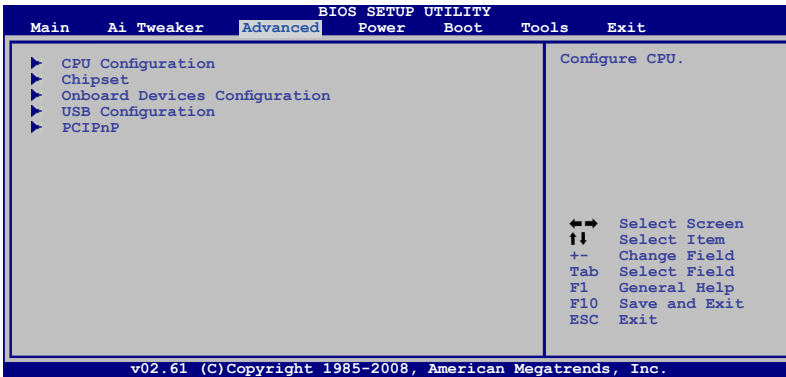 BIOS SETUP UTILITY
Main Ai Tweaker Advanced Power Boot Tools Exit
CPU Configuration
Chipset
Onboard Devices Configuration
USB Configuration
PCIPnP
Configure CPU.
←→ Select Screen
↑↓ Select Item
+- Change Field
Tab Select Field
F1 General Help
F10 Save and Exit
ESC Exit
v02.61 (C)Copyright 1985-2008, American Megatrends, Inc.